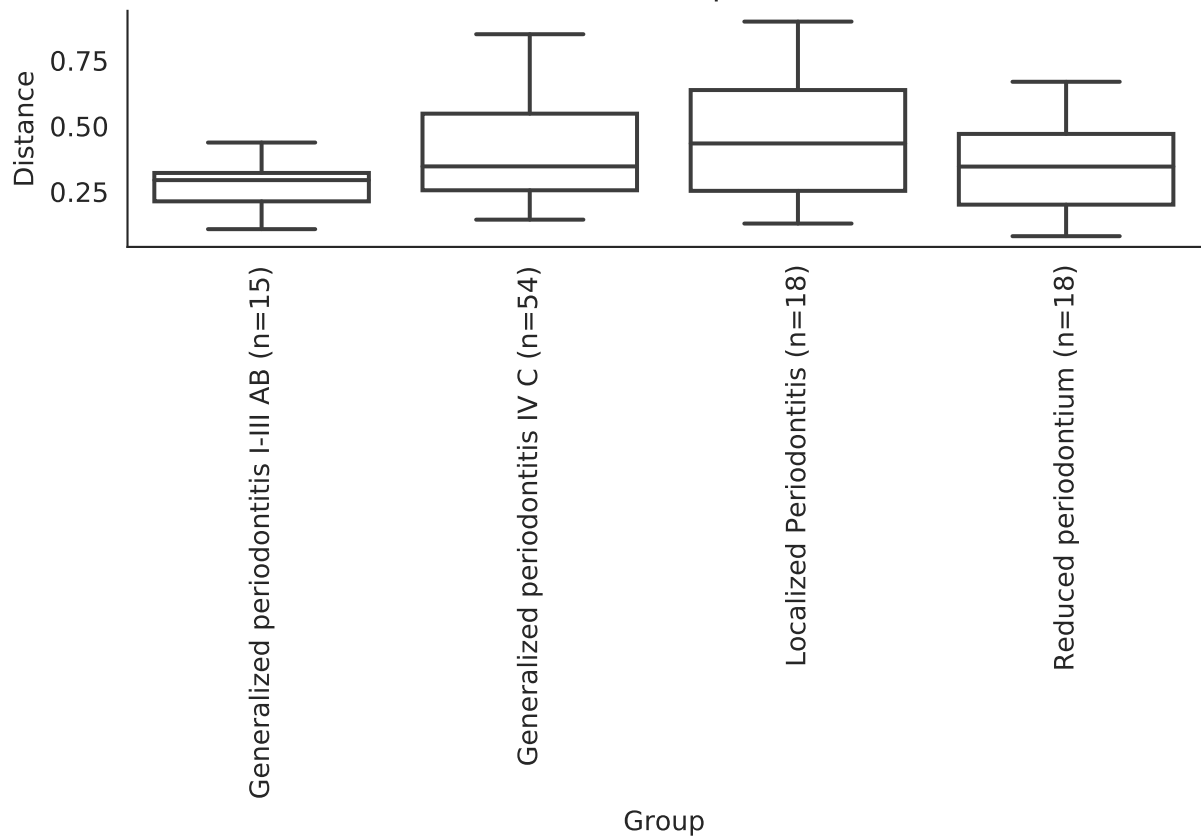 Distance
0.75
0.50
0.25
Generalized periodontitis I-III AB (n=15)
Generalized periodontitis IV C (n=54)
Localized Periodontitis (n=18)
Reduced periodontium (n=18)
Group